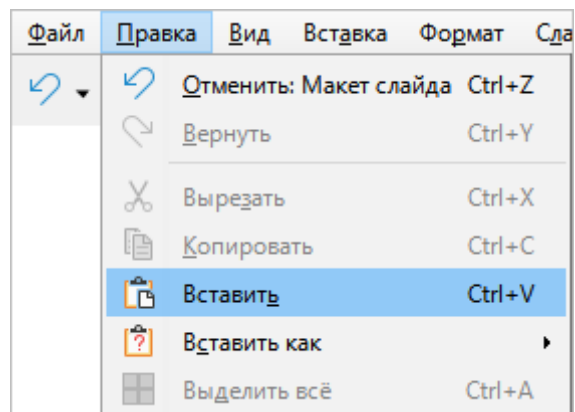 Файл Правка Вид Вставка Формат Сла
Отменить: Макет слайда Ctrl+Z
Вернуть Ctrl+Y
Вырезать Ctrl+X
Копировать Ctrl+C
Вставить Ctrl+V
Вставить как
Выделить всё Ctrl+A